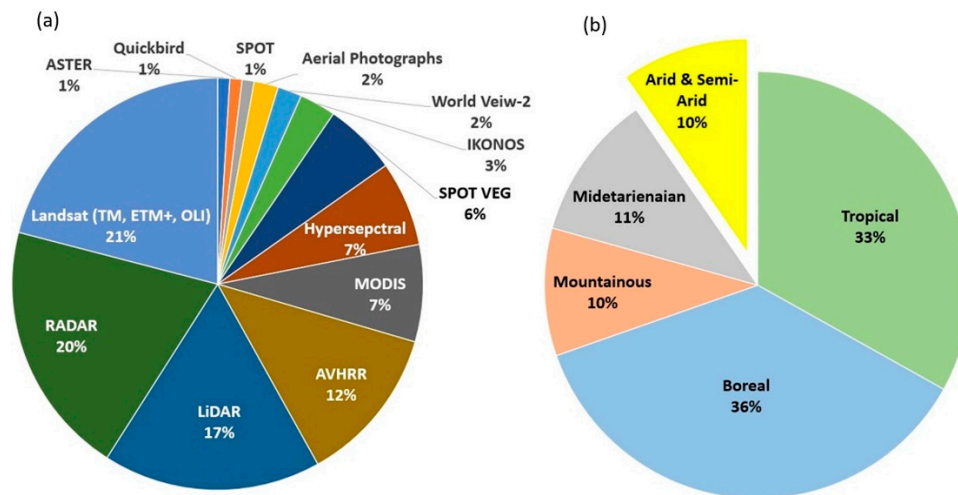 (a)
Quickbird
1%
SPOT
1%
ASTER
1%
Aerial Photographs
2%
World Veiw-2
2%
IKONOS
3%
SPOT VEG
6%
Hypersepctral
7%
MODIS
7%
AVHRR
12%
LiDAR
17%
RADAR
20%
Landsat (TM, ETM+, OLI)
21%
(b)
Arid & Semi-
Arid
10%
Tropical
33%
Boreal
36%
Mountainous
10%
Midetarienaian
11%